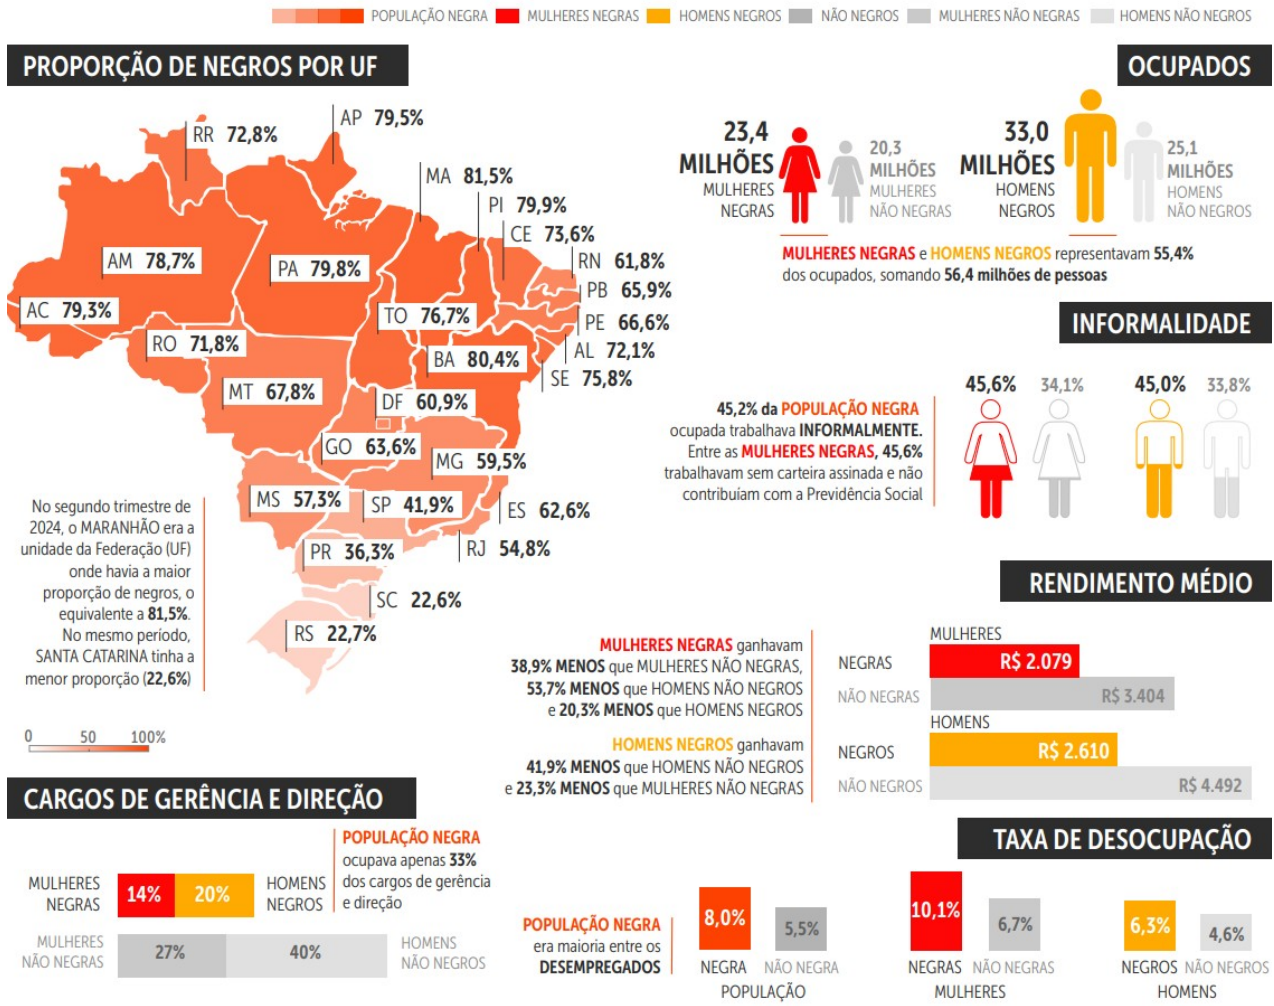 POPULAÇÃO NEGRA MULHERES NEGRAS HOMENS NEGROS NÃO NEGROS MULHERES NÃO NEGRAS HOMENS NÃO NEGROS
PROPORÇÃO DE NEGROS POR UF
RR 72,8%
AP 79,5%
MA 81,5%
PI 79,9%
CE 73,6%
RN 61,8%
PB 65,9%
PE 66,6%
AL 72,1%
SE 75,8%
AM 78,7%
PA 79,8%
AC 79,3%
TO 76,7%
RO 71,8%
BA 80,4%
MT 67,8%
DF 60,9%
GO 63,6%
MG 59,5%
MS 57,3%
SP 41,9%
ES 62,6%
RJ 54,8%
PR 36,3%
SC 22,6%
RS 22,7%
No segundo trimestre de
2024, o MARANHÃO era a
unidade da Federação (UF)
onde havia a maior
proporção de negros, o
equivalente a 81,5%.
No mesmo período,
SANTA CATARINA tinha a
menor proporção (22,6%)
0 50 100%
OCUPADOS
23,4
MILHÕES
MULHERES
NEGRAS
20,3
MILHÕES
MULHERES
NÃO NEGRAS
33,0
MILHÕES
HOMENS
NEGROS
25,1
MILHÕES
HOMENS
NÃO NEGROS
MULHERES NEGRAS e HOMENS NEGROS representavam 55,4%
dos ocupados, somando 56,4 milhões de pessoas
INFORMALIDADE
45,2% da POPULAÇÃO NEGRA
ocupada trabalhava INFORMALMENTE.
Entre as MULHERES NEGRAS, 45,6%
trabalhavam sem carteira assinada e não
contribuíam com a Previdência Social
45,6% 34,1% 45,0% 33,8%
RENDIMENTO MÉDIO
MULHERES NEGRAS ganhavam
38,9% MENOS que MULHERES NÃO NEGRAS,
53,7% MENOS que HOMENS NÃO NEGROS
e 20,3% MENOS que HOMENS NEGROS
HOMENS NEGROS ganhavam
41,9% MENOS que HOMENS NÃO NEGROS
e 23,3% MENOS que MULHERES NÃO NEGRAS
MULHERES
NEGRAS R$ 2.079
NÃO NEGRAS R$ 3.404
HOMENS
NEGROS R$ 2.610
NÃO NEGROS R$ 4.492
CARGOS DE GERÊNCIA E DIREÇÃO
POPULAÇÃO NEGRA
ocupava apenas 33%
dos cargos de gerência
e direção
MULHERES
NEGRAS
14% 20%
HOMENS
NEGROS
MULHERES
NÃO NEGRAS
27% 40%
HOMENS
NÃO NEGROS
TAXA DE DESOCUPAÇÃO
POPULAÇÃO NEGRA
era maioria entre os
DESEMPREGADOS
8,0% 5,5%
NEGRA NÃO NEGRA
POPULAÇÃO
10,1% 6,7%
NEGRAS NÃO NEGRAS
MULHERES
6,3% 4,6%
NEGROS NÃO NEGROS
HOMENS